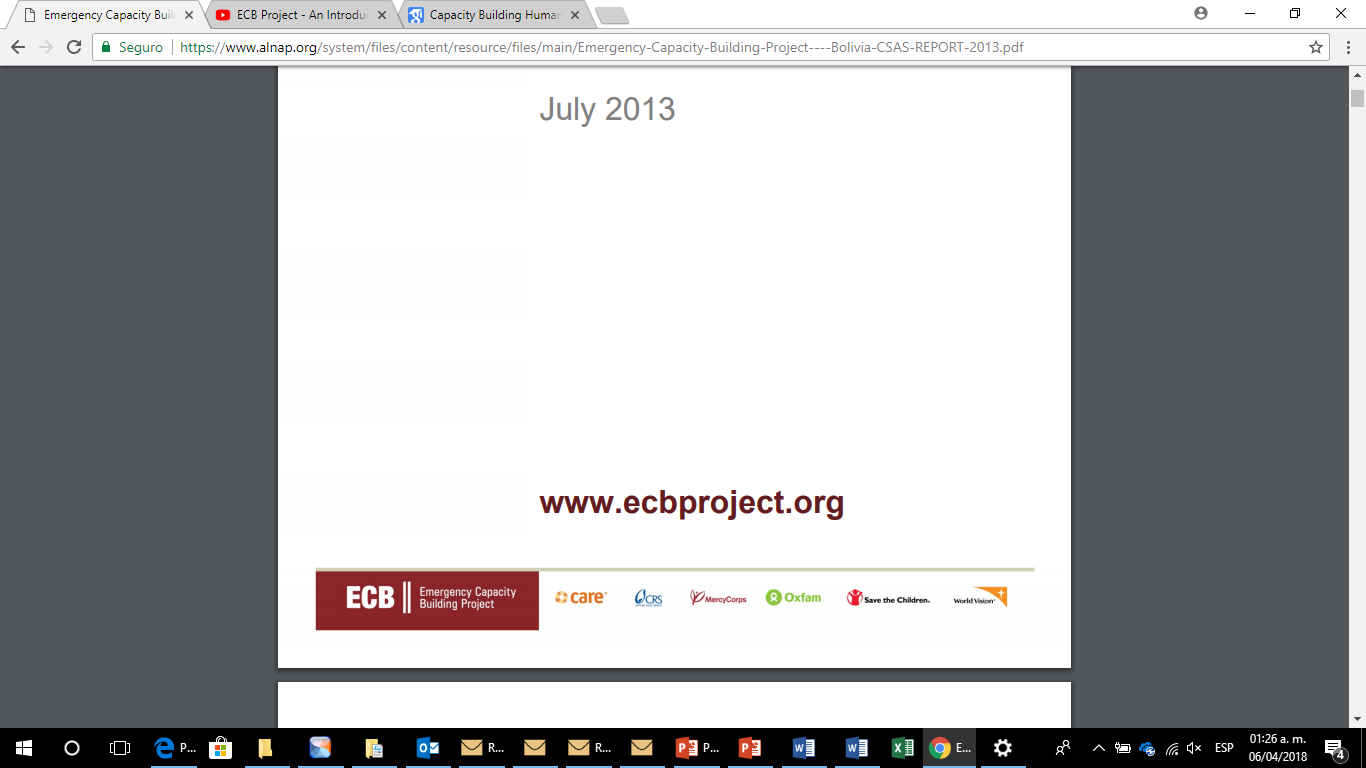 Emergency Capacity Buil
ECB Project - An Introdu
Capacity Building Human
Seguro
https://www.alnap.org/system/files/content/resource/files/main/Emergency-Capacity-Building-Project----Bolivia-CSAS-REPORT-2013.pdf
July 2013
www.ecbproject.org
ECB
Emergency Capacity
Building Project
care
CRS
MercyCorps
Oxfam
Save the Children.
World Vision
P...
R...
R...
P...
E...
ESP
01:26 a. m.
06/04/2018
4